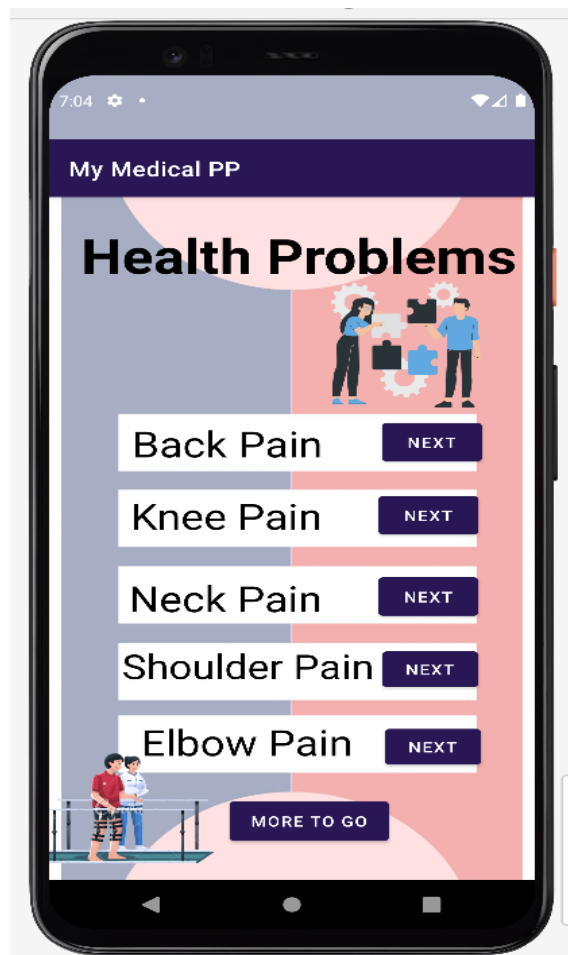 7:04
My Medical PP
Health Problems
Back Pain NEXT
Knee Pain NEXT
Neck Pain NEXT
Shoulder Pain NEXT
Elbow Pain NEXT
MORE TO GO